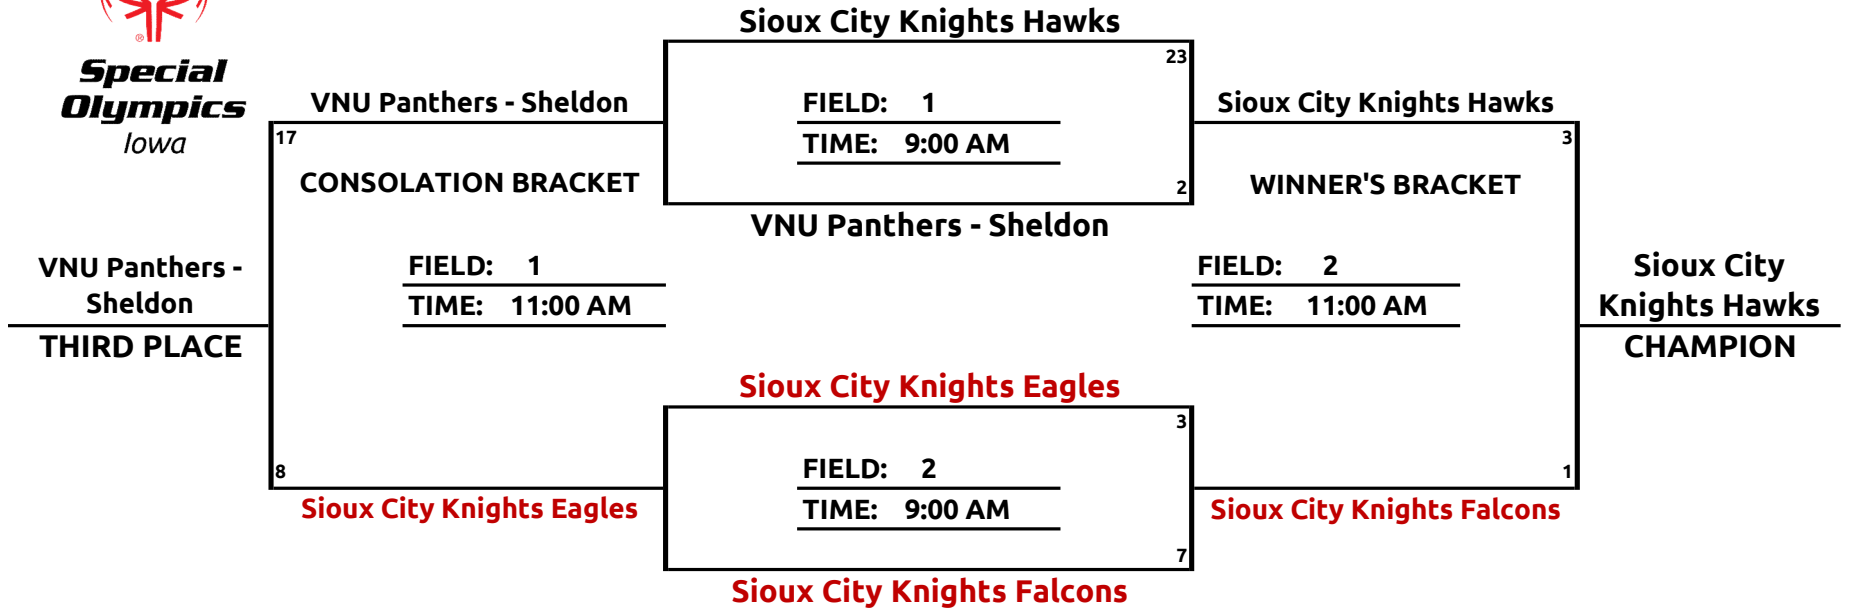 Sioux City Knights Hawks
23
Special
Olympics
Iowa
®
VNU Panthers - Sheldon
FIELD: 1
Sioux City Knights Hawks
17
TIME: 9:00 AM
3
CONSOLATION BRACKET
2
WINNER'S BRACKET
VNU Panthers - Sheldon
VNU Panthers -
Sheldon
THIRD PLACE
FIELD: 1
TIME: 11:00 AM
FIELD: 2
TIME: 11:00 AM
Sioux City
Knights Hawks
CHAMPION
Sioux City Knights Eagles
3
8
FIELD: 2
1
Sioux City Knights Eagles
TIME: 9:00 AM
Sioux City Knights Falcons
7
Sioux City Knights Falcons